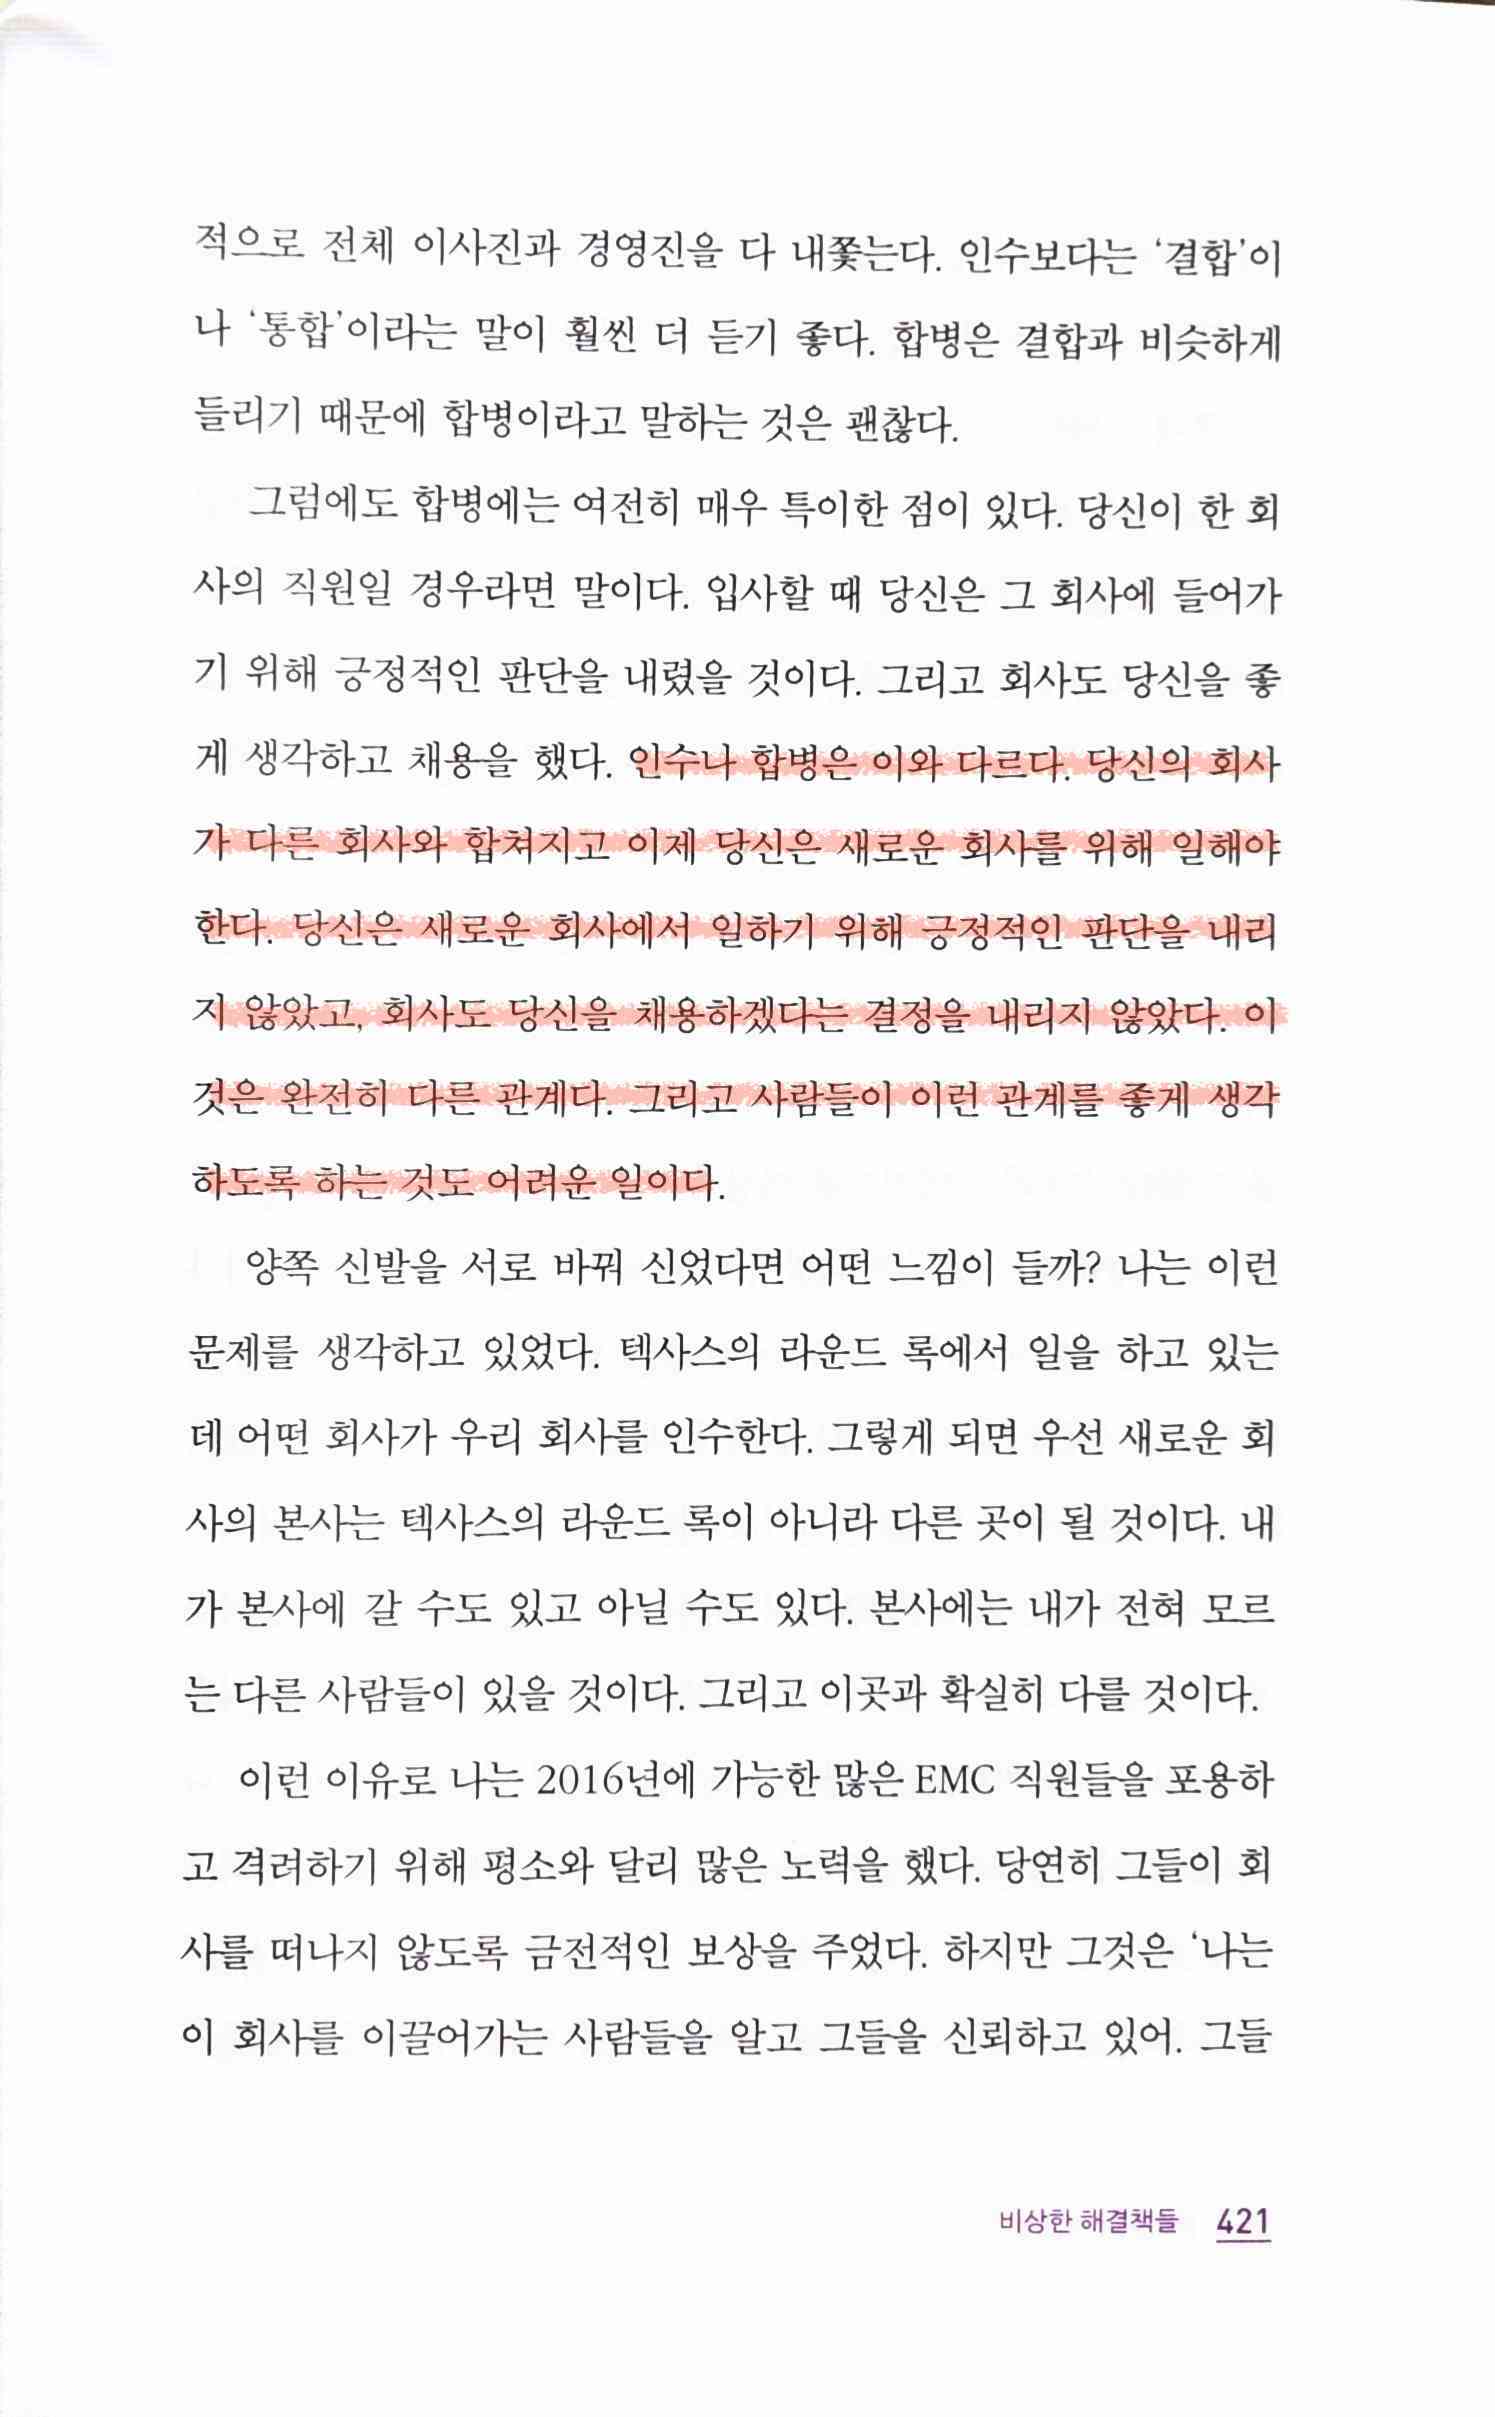 적으로 전체 이사진과 경영진을 다 내쫓는다. 인수보다는 ‘결합’이
나 ‘통합’이라는 말이 훨씬 더 듣기 좋다. 합병은 결합과 비슷하게
들리기 때문에 합병이라고 말하는 것은 괜찮다.
그럼에도 합병에는 여전히 매우 특이한 점이 있다. 당신이 한 회
사의 직원일 경우라면 말이다. 입사할 때 당신은 그 회사에 들어가
기 위해 긍정적인 판단을 내렸을 것이다. 그리고 회사도 당신을 좋
게 생각하고 채용을 했다. 인수나 합병은 이와 다르다. 당신의 회사
가 다른 회사와 합쳐지고 이제 당신은 새로운 회사를 위해 일해야
한다. 당신은 새로운 회사에서 일하기 위해 긍정적인 판단을 내리
지 않았고, 회사도 당신을 채용하겠다는 결정을 내리지 않았다. 이
것은 완전히 다른 관계다. 그리고 사람들이 이런 관계를 좋게 생각
하도록 하는 것도 어려운 일이다.
양쪽 신발을 서로 바꿔 신었다면 어떤 느낌이 들까? 나는 이런
문제를 생각하고 있었다. 텍사스의 라운드 록에서 일을 하고 있는
데 어떤 회사가 우리 회사를 인수한다. 그렇게 되면 우선 새로운 회
사의 본사는 텍사스의 라운드 록이 아니라 다른 곳이 될 것이다. 내
가 본사에 갈 수도 있고 아닐 수도 있다. 본사에는 내가 전혀 모르
는 다른 사람들이 있을 것이다. 그리고 이곳과 확실히 다를 것이다.
이런 이유로 나는 2016년에 가능한 많은 EMC 직원들을 포용하
고 격려하기 위해 평소와 달리 많은 노력을 했다. 당연히 그들이 회
사를 떠나지 않도록 금전적인 보상을 주었다. 하지만 그것은 ‘나는
이 회사를 이끌어가는 사람들을 알고 그들을 신뢰하고 있어. 그들
비상한 해결책들 421